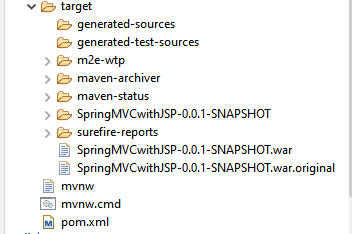 target
generated-sources
generated-test-sources
m2e-wtp
maven-archiver
maven-status
SpringMVCwithJSP-0.0.1-SNAPSHOT
surefire-reports
SpringMVCwithJSP-0.0.1-SNAPSHOT.war
SpringMVCwithJSP-0.0.1-SNAPSHOT.war.original
mvnw
mvnw.cmd
pom.xml